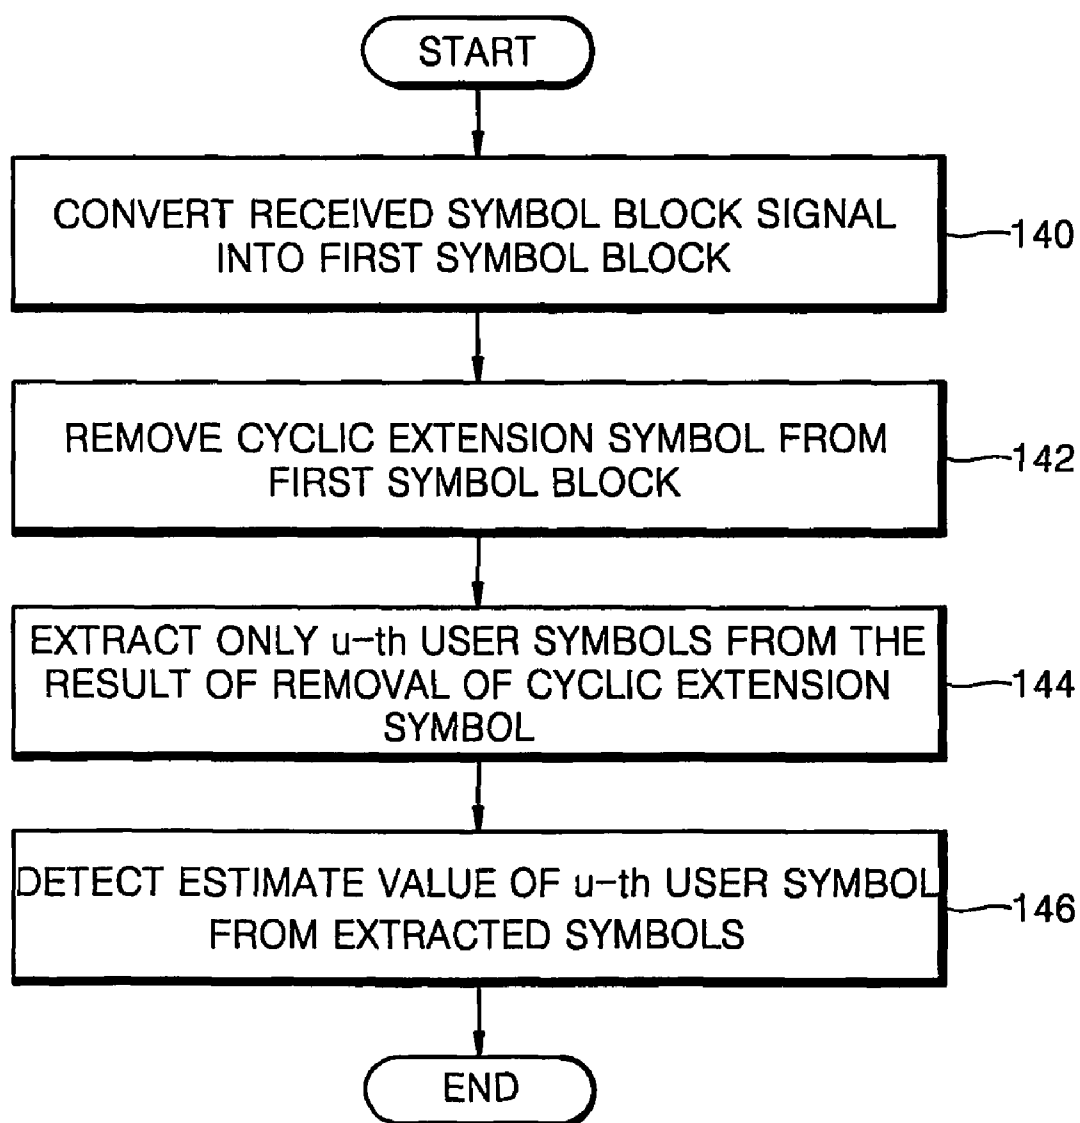 START
CONVERT RECEIVED SYMBOL BLOCK SIGNAL
INTO FIRST SYMBOL BLOCK
140
REMOVE CYCLIC EXTENSION SYMBOL FROM
FIRST SYMBOL BLOCK
142
EXTRACT ONLY u-th USER SYMBOLS FROM THE
RESULT OF REMOVAL OF CYCLIC EXTENSION
SYMBOL
144
DETECT ESTIMATE VALUE OF u-th USER SYMBOL
FROM EXTRACTED SYMBOLS
146
END